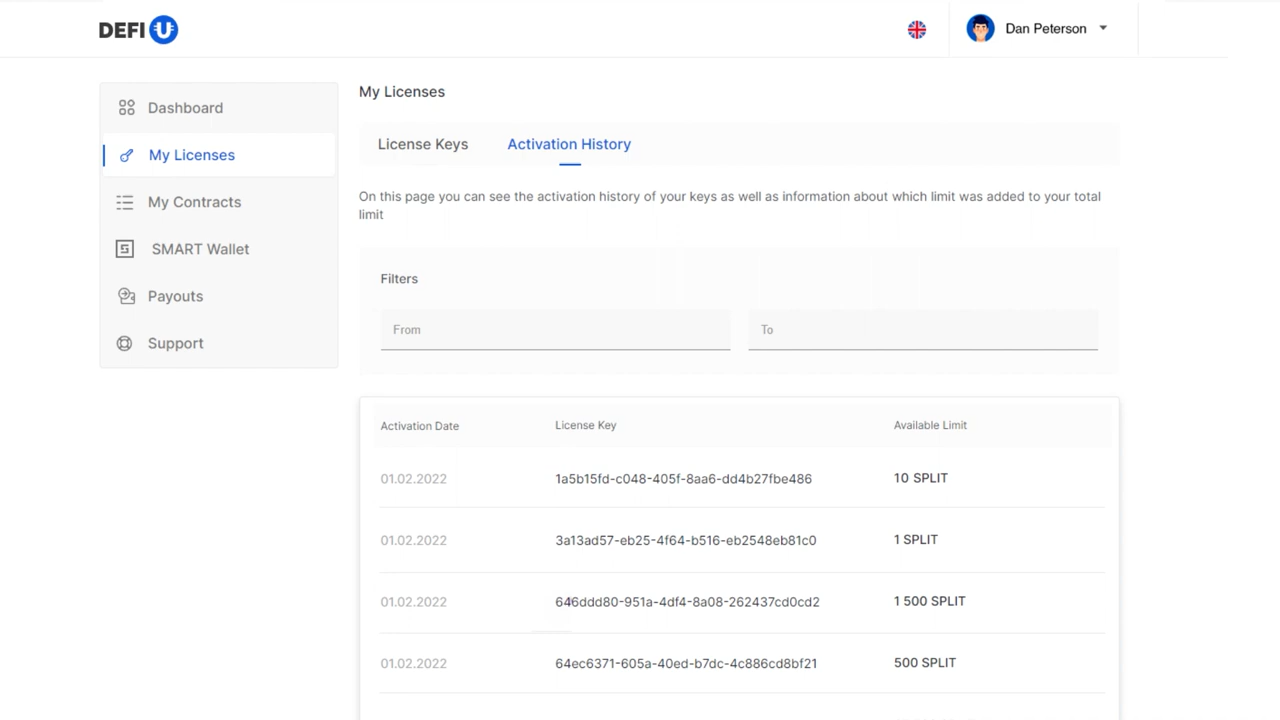 DEFI U
Dan Peterson
Dashboard
My Licenses
My Contracts
SMART Wallet
Payouts
Support
My Licenses
License Keys Activation History
On this page you can see the activation history of your keys as well as information about which limit was added to your total
limit
Filters
From To
Activation Date License Key Available Limit
01.02.2022 1a5b15fd-c048-405f-8aa6-dd4b27fbe486 10 SPLIT
01.02.2022 3a13ad57-eb25-4f64-b516-eb2548eb81c0 1 SPLIT
01.02.2022 646ddd80-951a-4df4-8a08-262437cd0cd2 1 500 SPLIT
01.02.2022 64ec6371-605a-40ed-b7dc-4c886cd8bf21 500 SPLIT